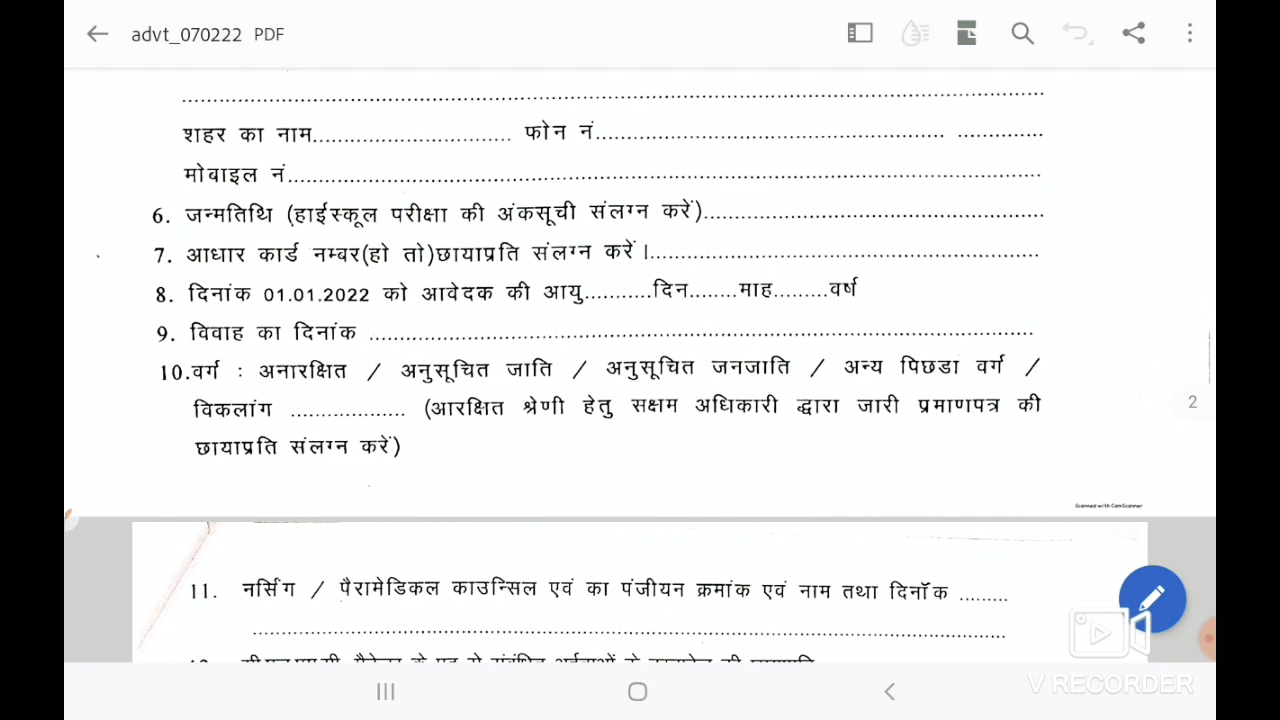 advt_070222 PDF
शहर का नाम.................................. फोन नं.......................................................... ..............
मोबाइल नं.......................................................................................................
6. जन्मतिथि (हाईस्कूल परीक्षा की अंकसूची संलग्न करें)......................................................
7. आधार कार्ड नम्बर(हो तो)छायाप्रति संलग्न करें।...............................................................
8. दिनांक 01.01.2022 को आवेदक की आयु...........दिन........माह.........वर्ष
9. विवाह का दिनांक .............................................................................................
10.वर्ग : अनारक्षित / अनुसूचित जाति / अनुसूचित जनजाति / अन्य पिछडा वर्ग /
विकलांग ................... (आरक्षित श्रेणी हेतु सक्षम अधिकारी द्वारा जारी प्रमाणपत्र की
छायाप्रति संलग्न करें)
2
Scanned with CamScanner
11. नर्सिग / पैरामेडिकल काउन्सिल एवं का पंजीयन क्रमांक एवं नाम तथा दिनॉक ........
V RECORDER